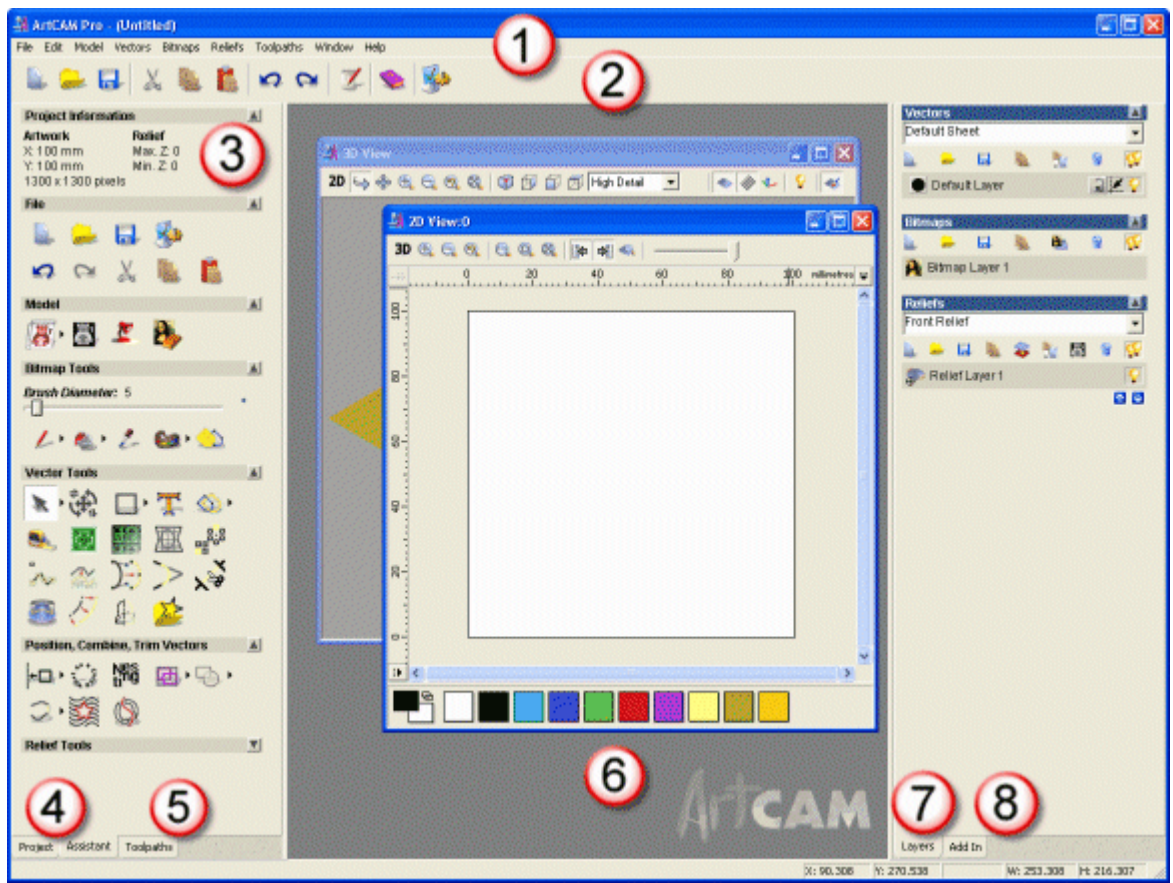 ArtCAM Pro - (Untitled)
File Edit Model Vectors Bitmaps Reliefs Toolpaths Window Help
1
2
Project Information
Artwork Relief
X: 100 mm Max. Z: 0
Y: 100 mm Min. Z: 0
1300 x 1300 pixels
3
File
Model
Bitmap Tools
Brush Diameter: 5
Vector Tools
Position, Combine, Trim Vectors
Relief Tools
4
5
Project Assistant Toolpaths
3D View
2D High Detail
2D View:0
3D
0 20 40 60 80 100 millimetres
100
80
60
40
20
0
6
ArtCAM
Vectors
Default Sheet
Default Layer
Bitmaps
Bitmap Layer 1
Reliefs
Front Relief
Relief Layer 1
7
8
Layers Add In
X: 90.308 Y: 270.538 W: 253.308 H: 216.307